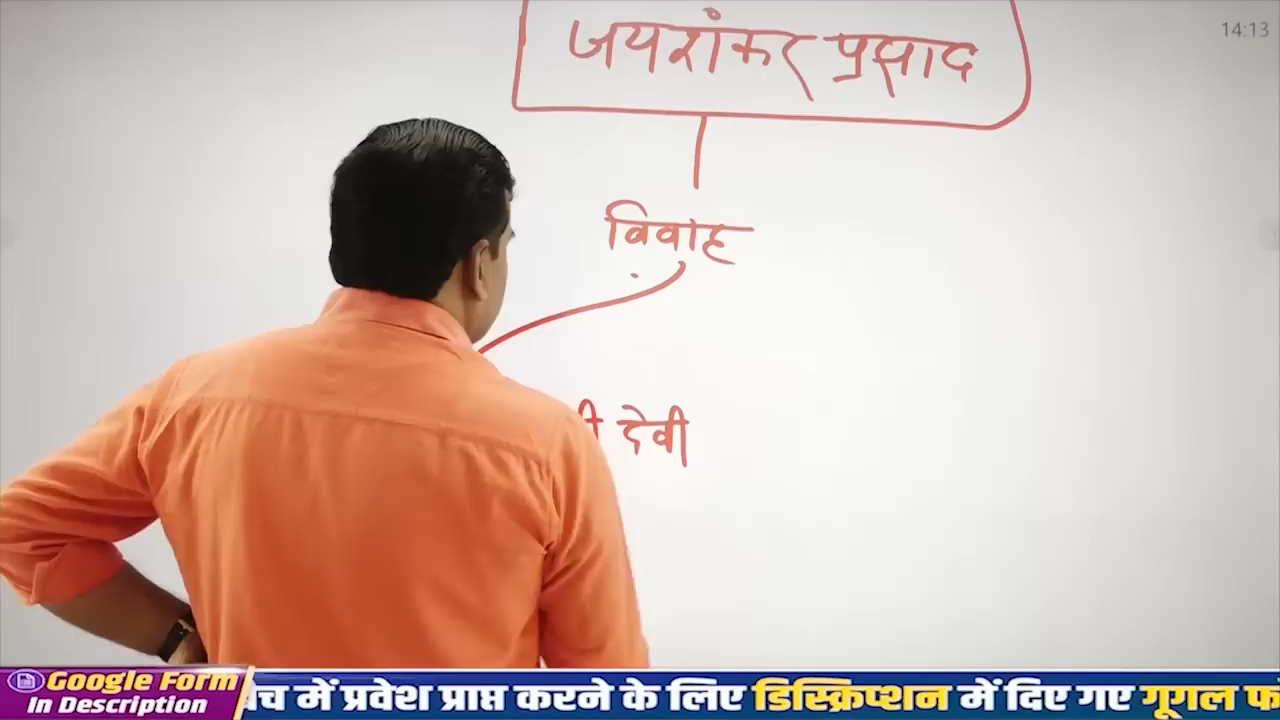 14:13
जयशंकर प्रसाद
विवाह
देवी
Google Form
In Description
में प्रवेश प्राप्त करने के लिए डिस्क्रिप्शन में दिए गए गूगल